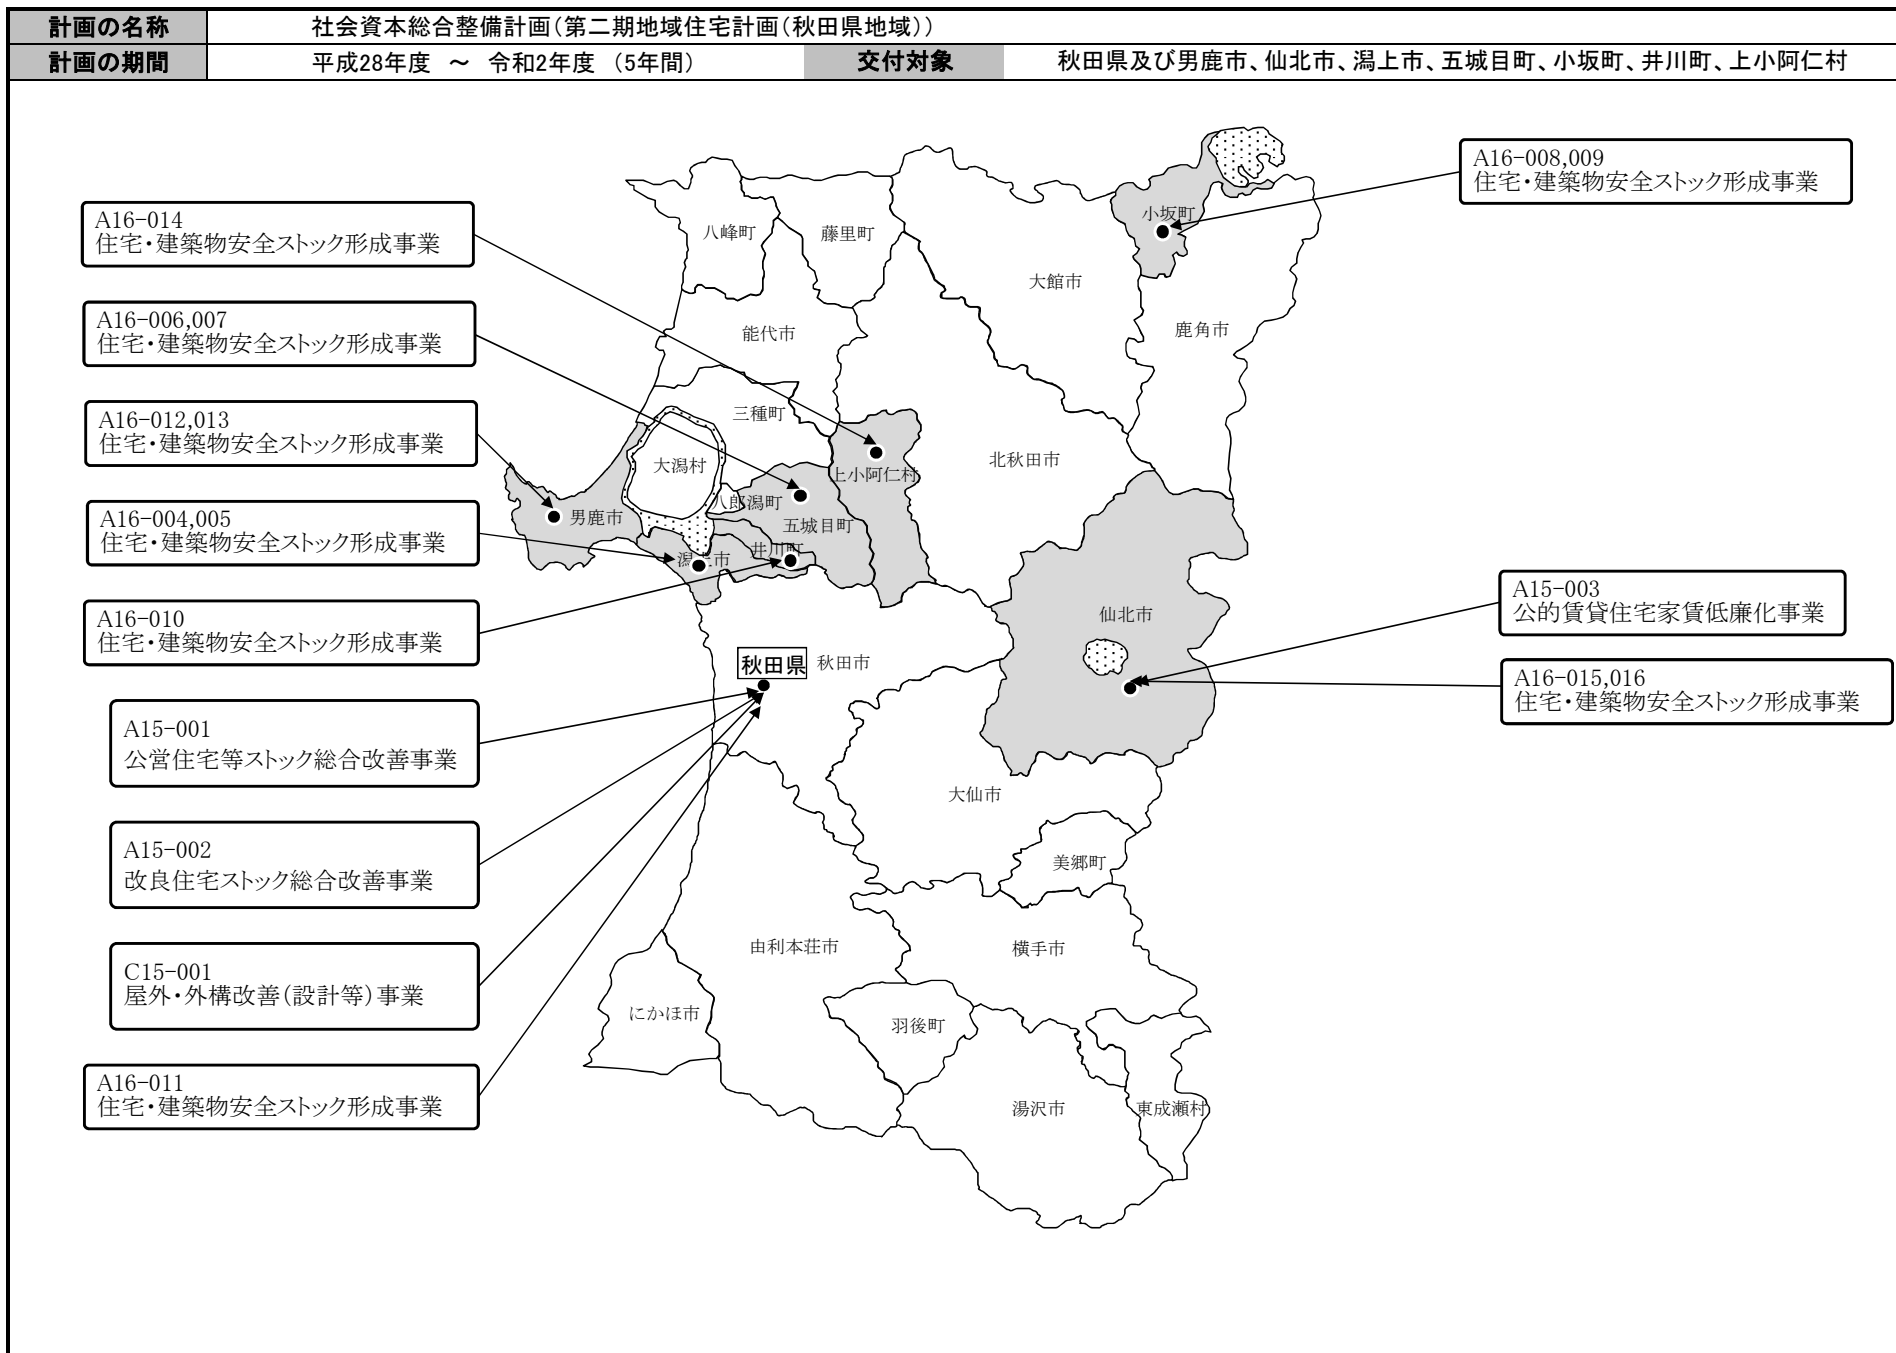 計画の名称 社会資本総合整備計画(第二期地域住宅計画(秋田県地域))
計画の期間 平成28年度 ～ 令和2年度 (5年間) 交付対象 秋田県及び男鹿市、仙北市、潟上市、五城目町、小坂町、井川町、上小阿仁村
A16-014
住宅・建築物安全ストック形成事業
A16-006,007
住宅・建築物安全ストック形成事業
A16-012,013
住宅・建築物安全ストック形成事業
A16-004,005
住宅・建築物安全ストック形成事業
A16-010
住宅・建築物安全ストック形成事業
A15-001
公営住宅等ストック総合改善事業
A15-002
改良住宅ストック総合改善事業
C15-001
屋外・外構改善(設計等)事業
A16-011
住宅・建築物安全ストック形成事業
A16-008,009
住宅・建築物安全ストック形成事業
A15-003
公的賃貸住宅家賃低廉化事業
A16-015,016
住宅・建築物安全ストック形成事業
八峰町
藤里町
小坂町
大館市
鹿角市
能代市
三種町
大潟村
北秋田市
上小阿仁村
八郎潟町
男鹿市
五城目町
井川町
潟上市
仙北市
秋田県
秋田市
大仙市
美郷町
由利本荘市
横手市
にかほ市
羽後町
湯沢市
東成瀬村